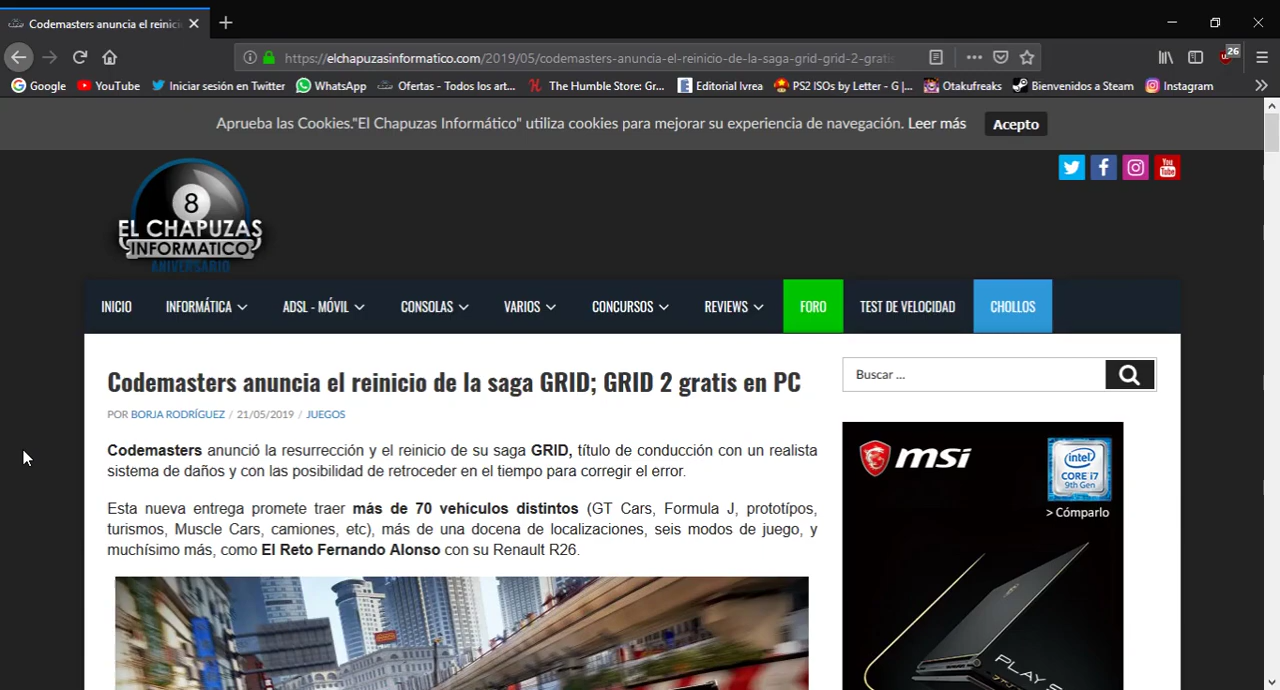 Codemasters anuncia el reinici
26
https://elchapuzasinformatico.com/2019/05/codemasters-anuncia-el-reinicio-de-la-saga-grid-grid-2-gratis
Google YouTube Iniciar sesión en Twitter WhatsApp Ofertas - Todos los art... The Humble Store: Gr... Editorial Ivrea PS2 ISOs by Letter - G |... Otakufreaks Bienvenidos a Steam Instagram
Aprueba las Cookies."El Chapuzas Informático" utiliza cookies para mejorar su experiencia de navegación. Leer más Acepto
8
EL CHAPUZAS
INFORMATICO
ANIVERSARIO
You Tube
INICIO INFORMÁTICA ADSL - MÓVIL CONSOLAS VARIOS CONCURSOS REVIEWS FORO TEST DE VELOCIDAD CHOLLOS
Codemasters anuncia el reinicio de la saga GRID; GRID 2 gratis en PC
POR BORJA RODRÍGUEZ / 21/05/2019 / JUEGOS
Codemasters anunció la resurrección y el reinicio de su saga GRID, título de conducción con un realista
sistema de daños y con las posibilidad de retroceder en el tiempo para corregir el error.
Esta nueva entrega promete traer más de 70 vehículos distintos (GT Cars, Formula J, prototípos,
turismos, Muscle Cars, camiones, etc), más de una docena de localizaciones, seis modos de juego, y
muchísimo más, como El Reto Fernando Alonso con su Renault R26.
Buscar ...
msi
intel
CORE i7
9th Gen
> Cómparlo
PLAY S